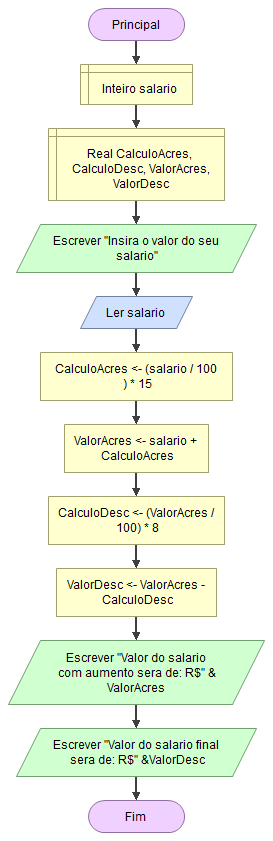 Principal
Inteiro salario
Real CalculoAcres,
CalculoDesc, ValorAcres,
ValorDesc
Escrever "Insira o valor do seu
salario"
Ler salario
CalculoAcres <- (salario / 100
) * 15
ValorAcres <- salario +
CalculoAcres
CalculoDesc <- (ValorAcres /
100) * 8
ValorDesc <- ValorAcres -
CalculoDesc
Escrever "Valor do salario
com aumento sera de: R$" &
ValorAcres
Escrever "Valor do salario final
sera de: R$" &ValorDesc
Fim